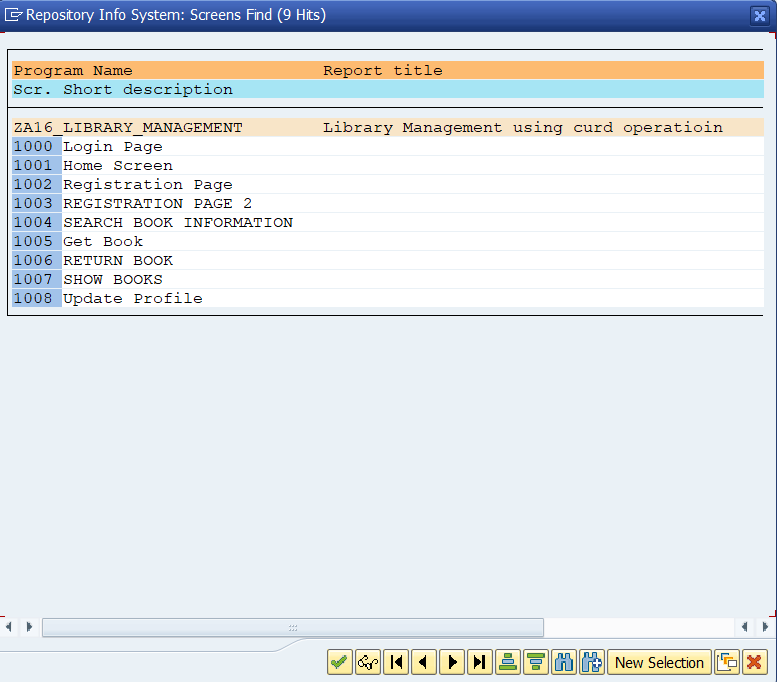 Repository Info System: Screens Find (9 Hits)
Program Name Report title
Scr. Short description
ZA16_LIBRARY_MANAGEMENT Library Management using curd operatioin
1000 Login Page
1001 Home Screen
1002 Registration Page
1003 REGISTRATION PAGE 2
1004 SEARCH BOOK INFORMATION
1005 Get Book
1006 RETURN BOOK
1007 SHOW BOOKS
1008 Update Profile
New Selection